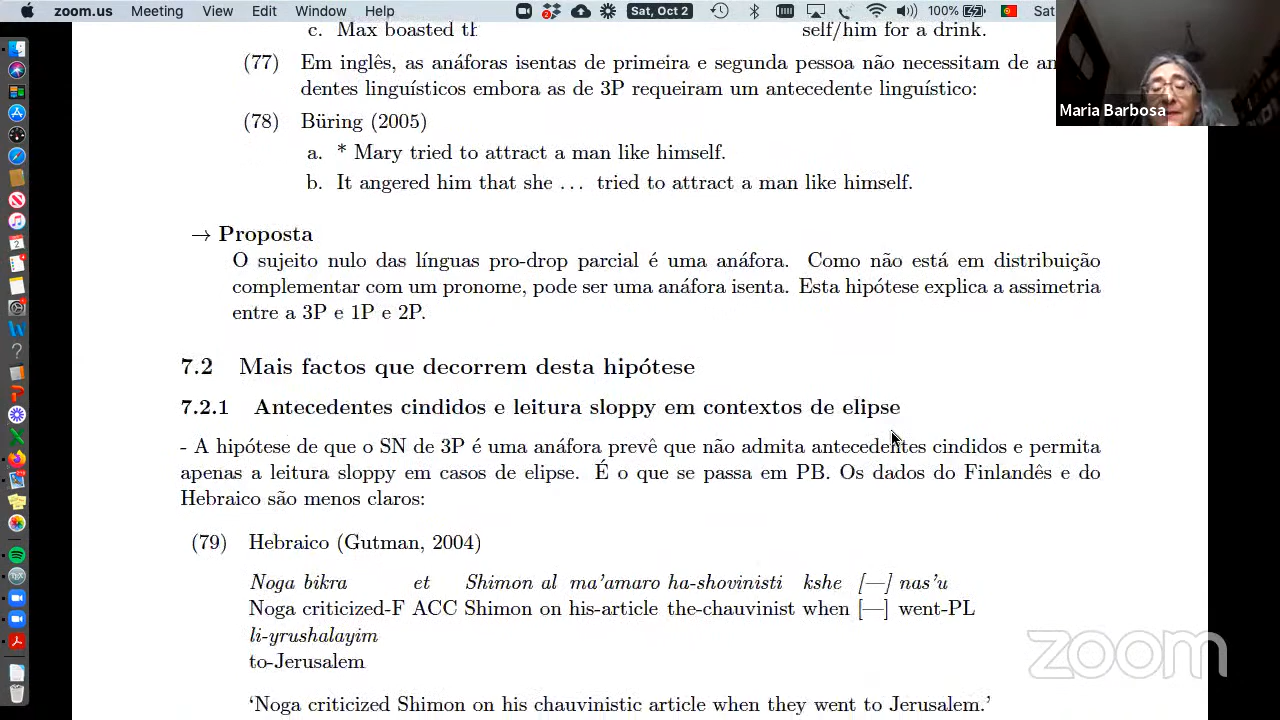 zoom.us Meeting View Edit Window Help Sat, Oct 2 100% Sat
c. Max boasted th self/him for a drink.
(77) Em inglês, as anáforas isentas de primeira e segunda pessoa não necessitam de an
dentes linguísticos embora as de 3P requeiram um antecedente linguístico:
Maria Barbosa
(78) Büring (2005)
a. * Mary tried to attract a man like himself.
b. It angered him that she ... tried to attract a man like himself.
→ Proposta
O sujeito nulo das línguas pro-drop parcial é uma anáfora. Como não está em distribuição
complementar com um pronome, pode ser uma anáfora isenta. Esta hipótese explica a assimetria
entre a 3P e 1P e 2P.
7.2 Mais factos que decorrem desta hipótese
7.2.1 Antecedentes cindidos e leitura sloppy em contextos de elipse
- A hipótese de que o SN de 3P é uma anáfora prevê que não admita antecedentes cindidos e permita
apenas a leitura sloppy em casos de elipse. É o que se passa em PB. Os dados do Finlandês e do
Hebraico são menos claros:
(79) Hebraico (Gutman, 2004)
Noga bikra et Shimon al ma'amaro ha-shovinisti kshe [—] nas'u
Noga criticized-F ACC Shimon on his-article the-chauvinist when [—] went-PL
li-yrushalayim
to-Jerusalem
zoom
‘Noga criticized Shimon on his chauvinistic article when they went to Jerusalem.’